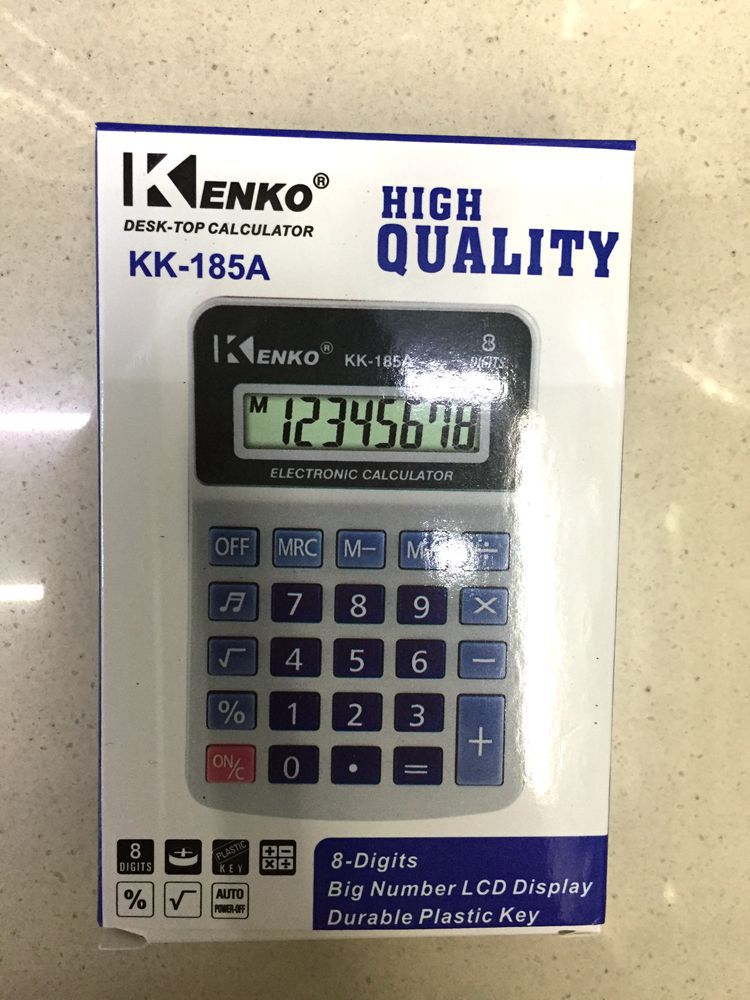 KENKO®
DESK-TOP CALCULATOR
KK-185A
HIGH
QUALITY
KENKO® KK-185A 8
DIGITS
M 12345678
ELECTRONIC CALCULATOR
OFF MRC M− ÷
7 8 9 ×
√ 4 5 6 −
% 1 2 3 +
ON/C 0 . =
8
DIGITS
PLASTIC
KEY
+ − × ÷
% √ AUTO
POWER-OFF
8-Digits
Big Number LCD Display
Durable Plastic Key